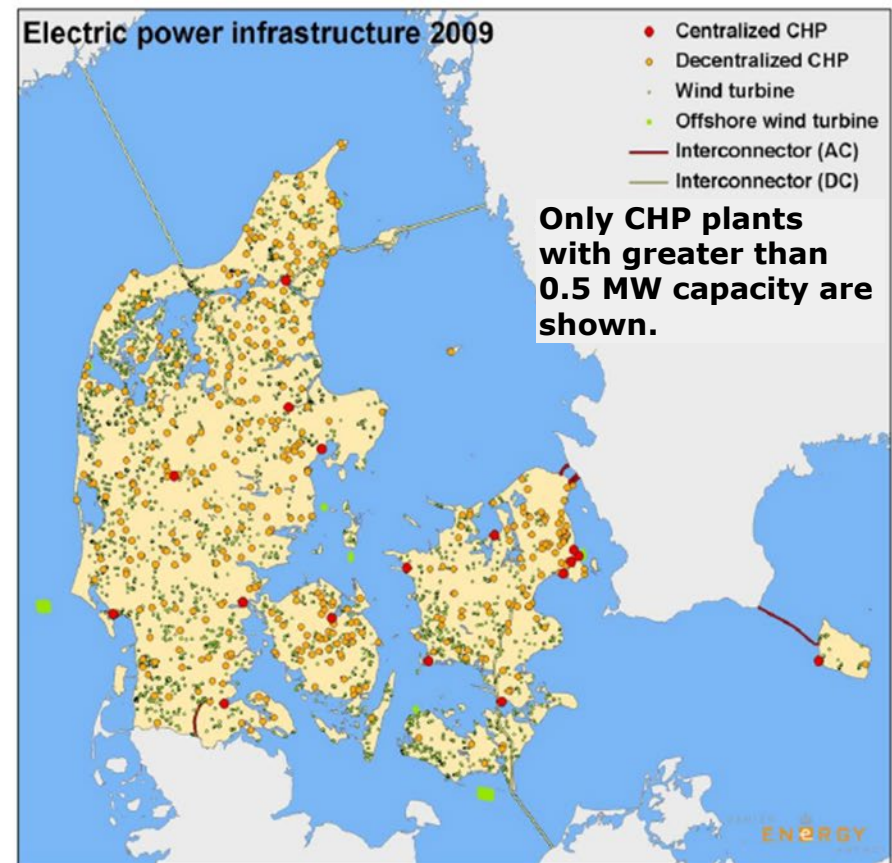 Electric power infrastructure 2009
Centralized CHP
Decentralized CHP
Wind turbine
Offshore wind turbine
Interconnector (AC)
Interconnector (DC)
Only CHP plants
with greater than
0.5 MW capacity are
shown.
ENERGY